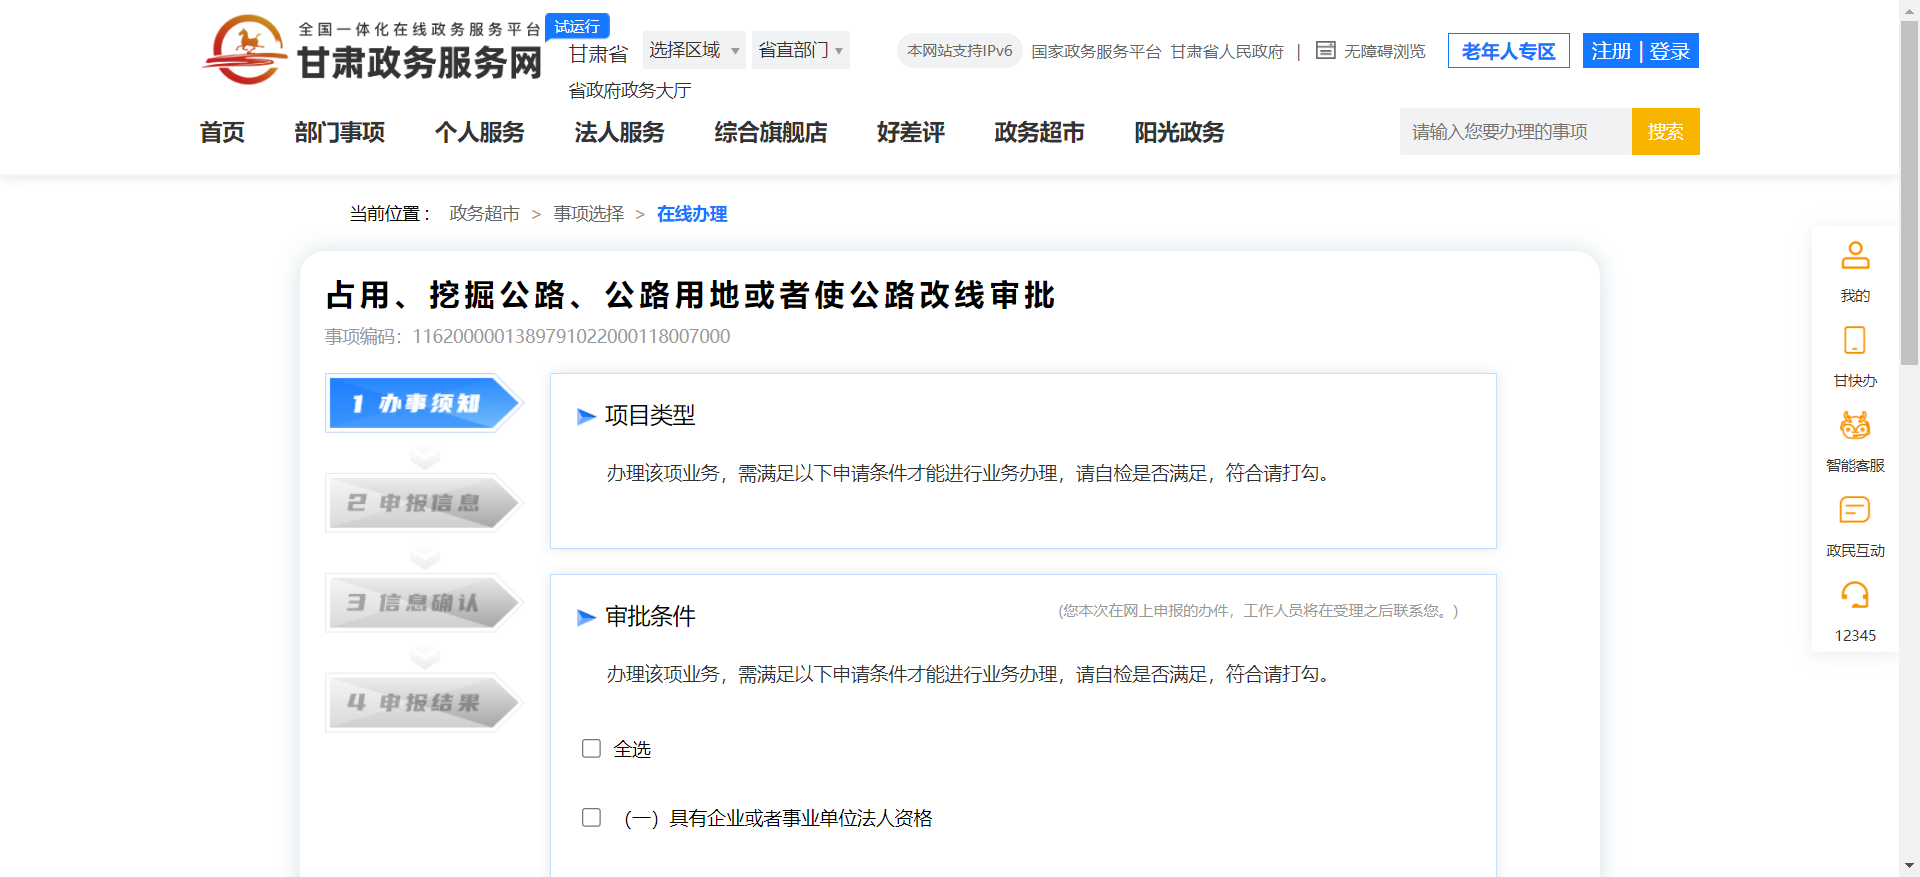 全国一体化在线政务服务平台
甘肃政务服务网
试运行
甘肃省
选择区域
省直部门
省政府政务大厅
本网站支持IPv6
国家政务服务平台
甘肃省人民政府
|
无障碍浏览
老年人专区
注册 | 登录
首页
部门事项
个人服务
法人服务
综合旗舰店
好差评
政务超市
阳光政务
请输入您要办理的事项
搜索
当前位置： 政务超市 > 事项选择 > 在线办理
占用、挖掘公路、公路用地或者使公路改线审批
事项编码：1162000001389791022000118007000
1 办事须知
2 申报信息
3 信息确认
4 申报结果
项目类型
办理该项业务，需满足以下申请条件才能进行业务办理，请自检是否满足，符合请打勾。
审批条件
(您本次在网上申报的办件，工作人员将在受理之后联系您。)
办理该项业务，需满足以下申请条件才能进行业务办理，请自检是否满足，符合请打勾。
全选
（一）具有企业或者事业单位法人资格
我的
甘快办
智能客服
政民互动
12345